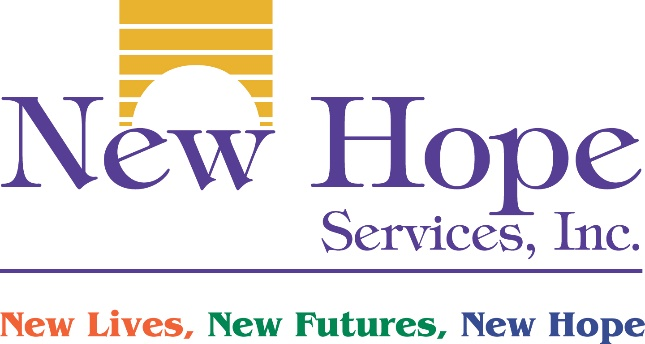 New Hope
Services, Inc.
New Lives, New Futures, New Hope